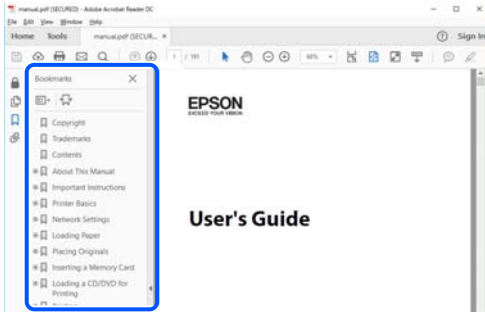 manual.pdf (SECURED) - Adobe Acrobat Reader DC
File Edit View Window Help
Home Tools manual.pdf (SECUR... ×
Sign In
1 / 191
Bookmarks
Copyright
Trademarks
Contents
About This Manual
Important Instructions
Printer Basics
Network Settings
Loading Paper
Placing Originals
Inserting a Memory Card
Loading a CD/DVD for
Printing
EPSON
EXCEED YOUR VISION
User's Guide